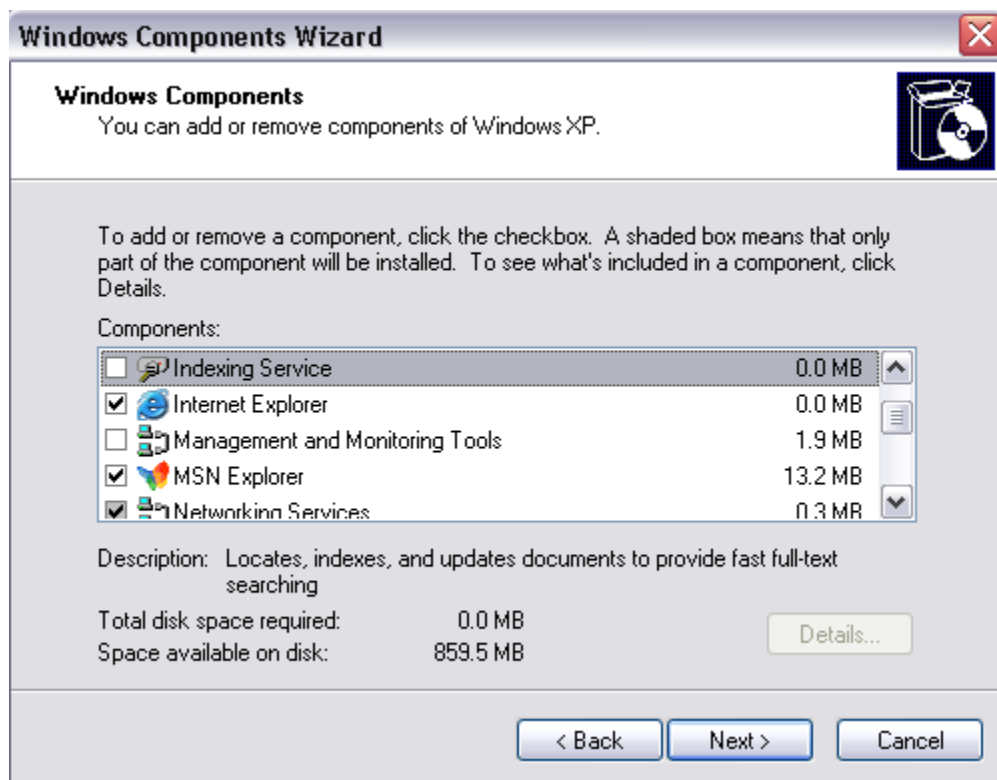 Windows Components Wizard
Windows Components
You can add or remove components of Windows XP.
To add or remove a component, click the checkbox. A shaded box means that only
part of the component will be installed. To see what's included in a component, click
Details.
Components:
Indexing Service 0.0 MB
Internet Explorer 0.0 MB
Management and Monitoring Tools 1.9 MB
MSN Explorer 13.2 MB
Networking Services 0.3 MB
Description: Locates, indexes, and updates documents to provide fast full-text
searching
Total disk space required: 0.0 MB
Space available on disk: 859.5 MB
Details...
< Back Next > Cancel